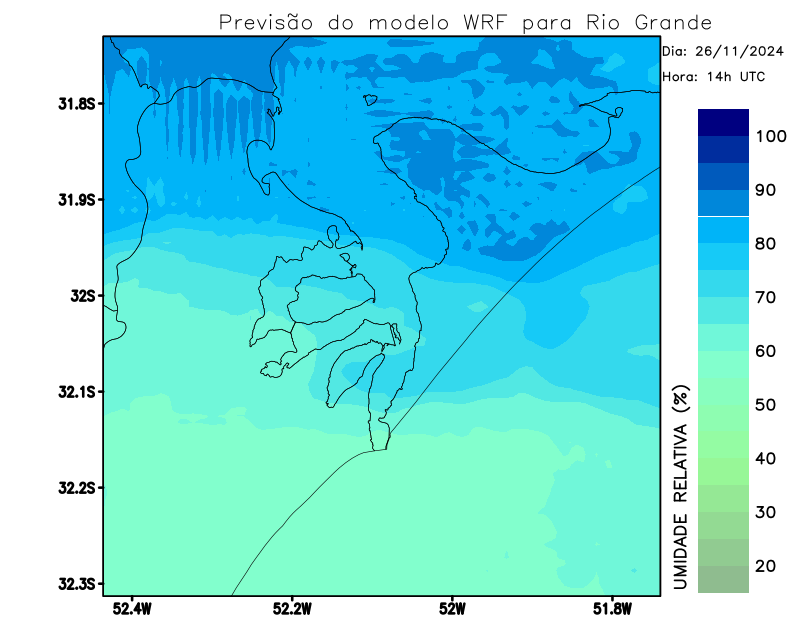 Previsão do modelo WRF para Rio Grande
Dia: 26/11/2024
Hora: 14h UTC
31.8S
31.9S
32S
32.1S
32.2S
32.3S
52.4W
52.2W
52W
51.8W
100
90
80
70
60
50
40
30
20
UMIDADE RELATIVA (%)